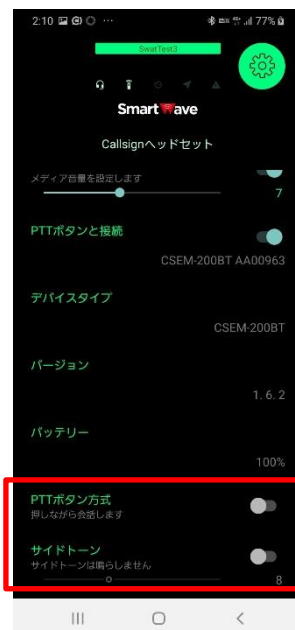 2:10
77%
SwatTest3
SmartWave
Callsignヘッドセット
メディア音量を設定します
7
PTTボタンと接続
CSEM-200BT AA00963
デバイスタイプ
CSEM-200BT
バージョン
1.6.2
バッテリー
100%
PTTボタン方式
押しながら会話します
サイドトーン
サイドトーンは鳴らしません
8